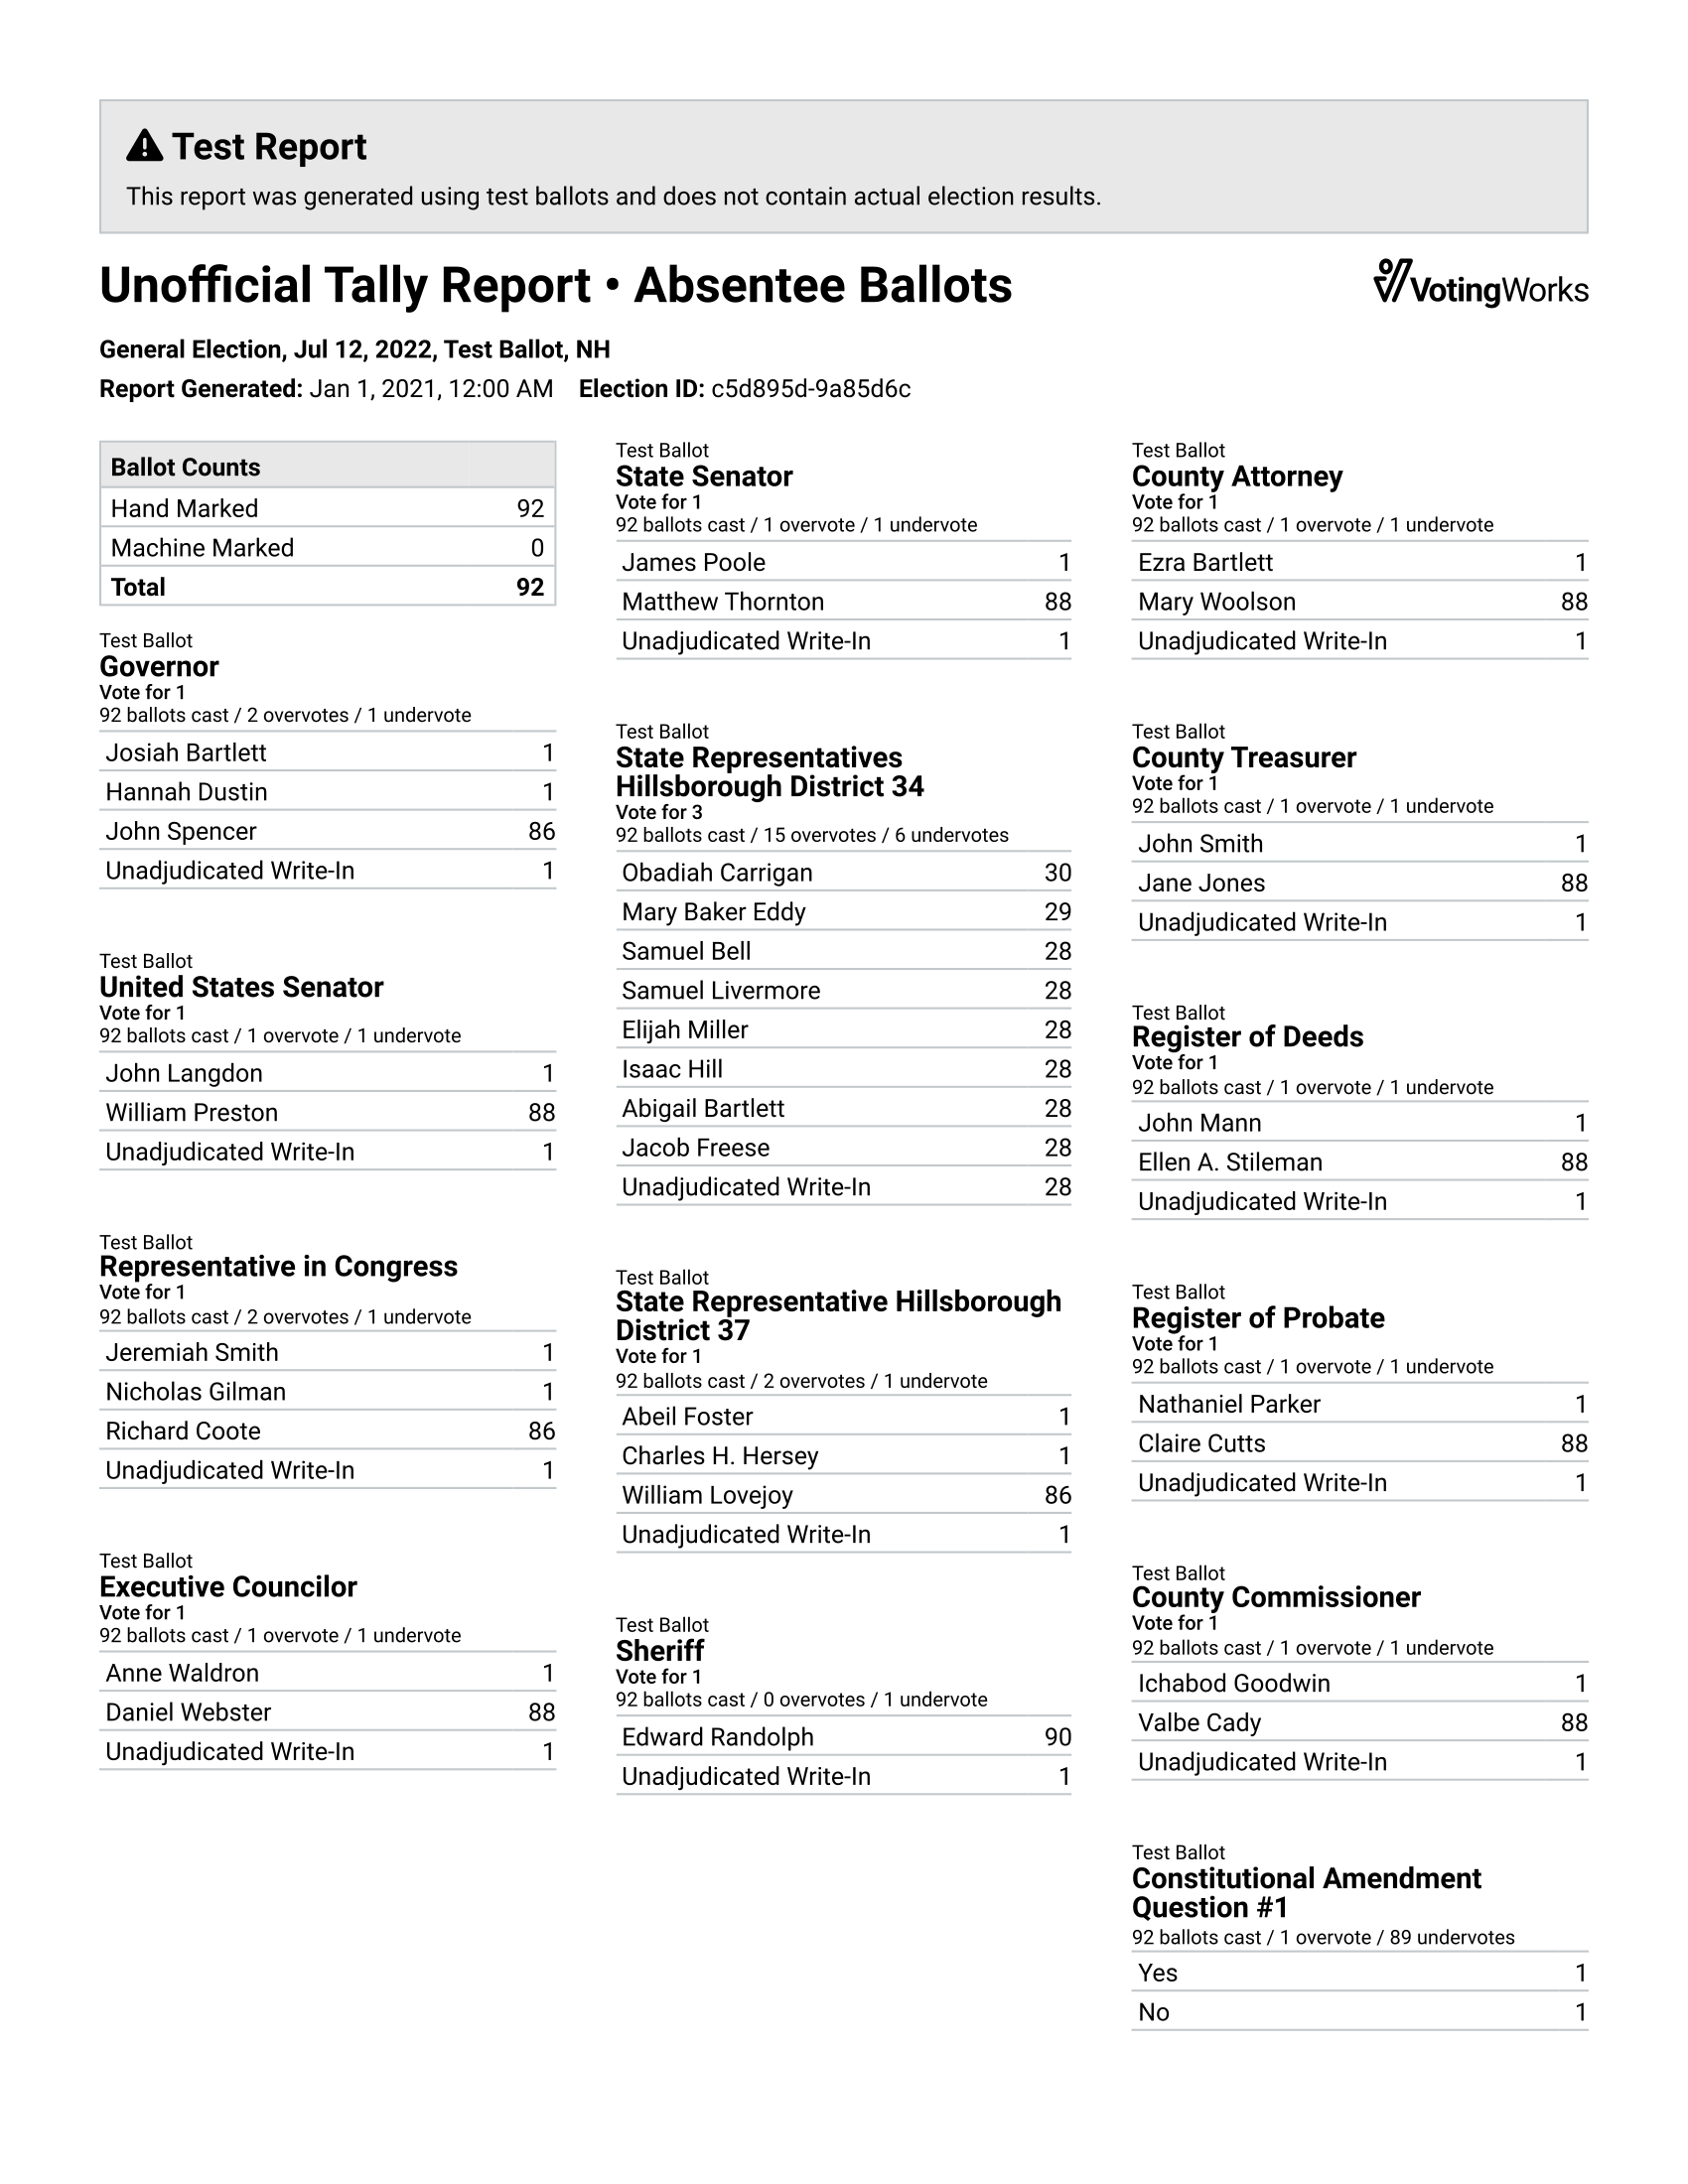 Test Report
This report was generated using test ballots and does not contain actual election results.
Unofficial Tally Report • Absentee Ballots
VotingWorks
General Election, Jul 12, 2022, Test Ballot, NH
Report Generated: Jan 1, 2021, 12:00 AM Election ID: c5d895d-9a85d6c
Ballot Counts
Hand Marked 92
Machine Marked 0
Total 92
Test Ballot
Governor
Vote for 1
92 ballots cast / 2 overvotes / 1 undervote
Josiah Bartlett 1
Hannah Dustin 1
John Spencer 86
Unadjudicated Write-In 1
Test Ballot
United States Senator
Vote for 1
92 ballots cast / 1 overvote / 1 undervote
John Langdon 1
William Preston 88
Unadjudicated Write-In 1
Test Ballot
Representative in Congress
Vote for 1
92 ballots cast / 2 overvotes / 1 undervote
Jeremiah Smith 1
Nicholas Gilman 1
Richard Coote 86
Unadjudicated Write-In 1
Test Ballot
Executive Councilor
Vote for 1
92 ballots cast / 1 overvote / 1 undervote
Anne Waldron 1
Daniel Webster 88
Unadjudicated Write-In 1
Test Ballot
State Senator
Vote for 1
92 ballots cast / 1 overvote / 1 undervote
James Poole 1
Matthew Thornton 88
Unadjudicated Write-In 1
Test Ballot
State Representatives
Hillsborough District 34
Vote for 3
92 ballots cast / 15 overvotes / 6 undervotes
Obadiah Carrigan 30
Mary Baker Eddy 29
Samuel Bell 28
Samuel Livermore 28
Elijah Miller 28
Isaac Hill 28
Abigail Bartlett 28
Jacob Freese 28
Unadjudicated Write-In 28
Test Ballot
State Representative Hillsborough
District 37
Vote for 1
92 ballots cast / 2 overvotes / 1 undervote
Abeil Foster 1
Charles H. Hersey 1
William Lovejoy 86
Unadjudicated Write-In 1
Test Ballot
Sheriff
Vote for 1
92 ballots cast / 0 overvotes / 1 undervote
Edward Randolph 90
Unadjudicated Write-In 1
Test Ballot
County Attorney
Vote for 1
92 ballots cast / 1 overvote / 1 undervote
Ezra Bartlett 1
Mary Woolson 88
Unadjudicated Write-In 1
Test Ballot
County Treasurer
Vote for 1
92 ballots cast / 1 overvote / 1 undervote
John Smith 1
Jane Jones 88
Unadjudicated Write-In 1
Test Ballot
Register of Deeds
Vote for 1
92 ballots cast / 1 overvote / 1 undervote
John Mann 1
Ellen A. Stileman 88
Unadjudicated Write-In 1
Test Ballot
Register of Probate
Vote for 1
92 ballots cast / 1 overvote / 1 undervote
Nathaniel Parker 1
Claire Cutts 88
Unadjudicated Write-In 1
Test Ballot
County Commissioner
Vote for 1
92 ballots cast / 1 overvote / 1 undervote
Ichabod Goodwin 1
Valbe Cady 88
Unadjudicated Write-In 1
Test Ballot
Constitutional Amendment
Question #1
92 ballots cast / 1 overvote / 89 undervotes
Yes 1
No 1